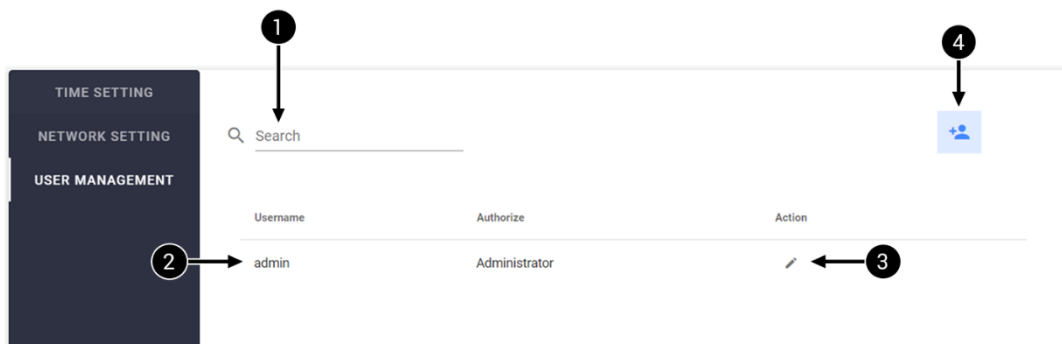 1
4
TIME SETTING
NETWORK SETTING
USER MANAGEMENT
Search
Username Authorize Action
2 admin Administrator 3